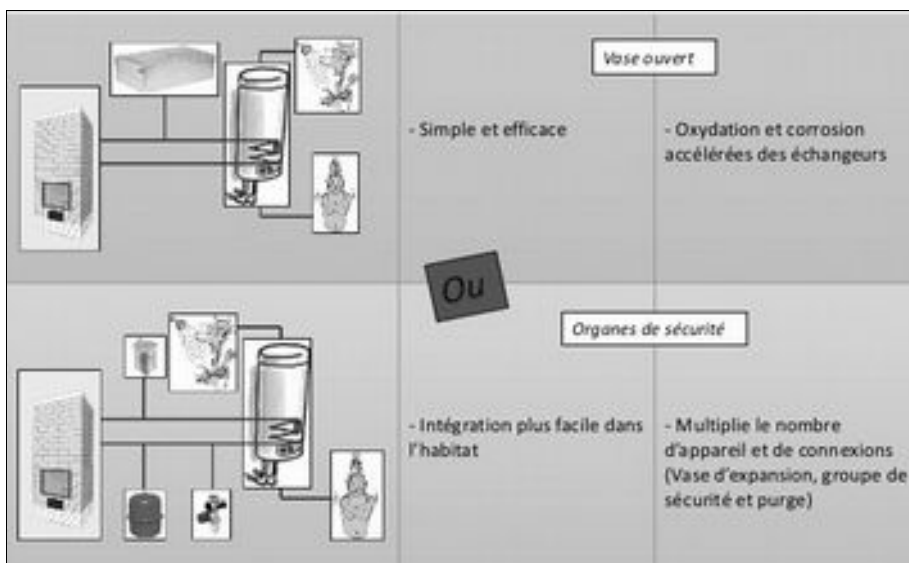 Vase ouvert
- Simple et efficace
- Oxydation et corrosion
accélérées des échangeurs
Ou
Organes de sécurité
- Intégration plus facile dans
l'habitat
- Multiplie le nombre
d'appareil et de connexions
(Vase d'expansion, groupe de
sécurité et purge)